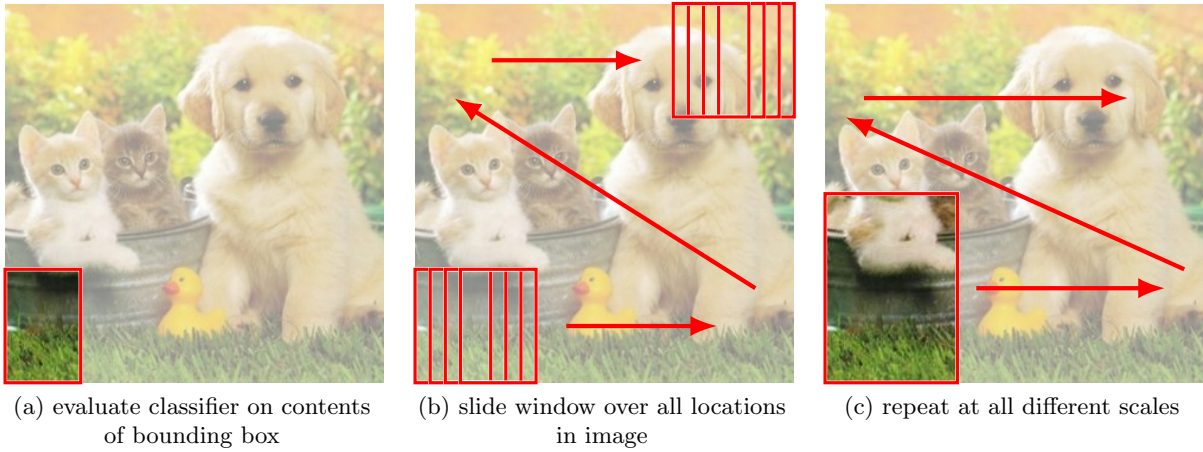 (a) evaluate classifier on contents
of bounding box
(b) slide window over all locations
in image
(c) repeat at all different scales